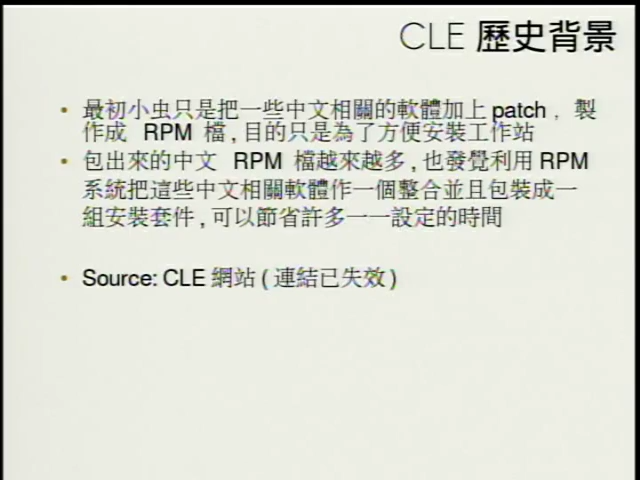 CLE 歷史背景
• 最初小虫只是把一些中文相關的軟體加上 patch，製
作成 RPM 檔 , 目的只是為了方便安裝工作站
• 包出來的中文 RPM 檔越來越多 , 也發覺利用 RPM
系統把這些中文相關軟體作一個整合並且包裝成一
組安裝套件 , 可以節省許多一一設定的時間
• Source: CLE 網站 ( 連結已失效 )